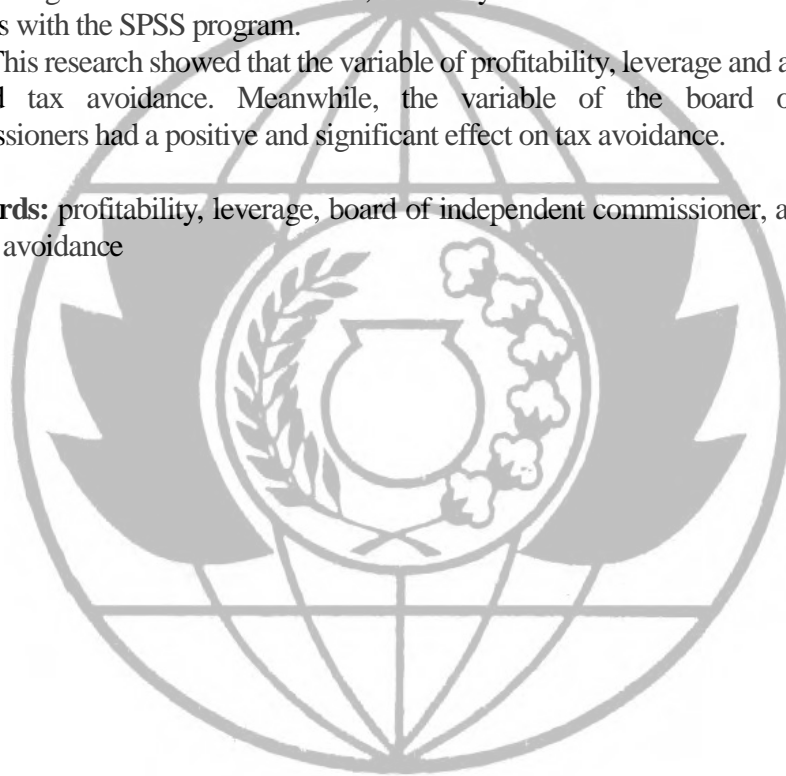 s with the SPSS program.
This research showed that the variable of profitability, leverage and a
tax avoidance. Meanwhile, the variable of the board o
ssioners had a positive and significant effect on tax avoidance.
rds: profitability, leverage, board of independent commissioner, a
avoidance